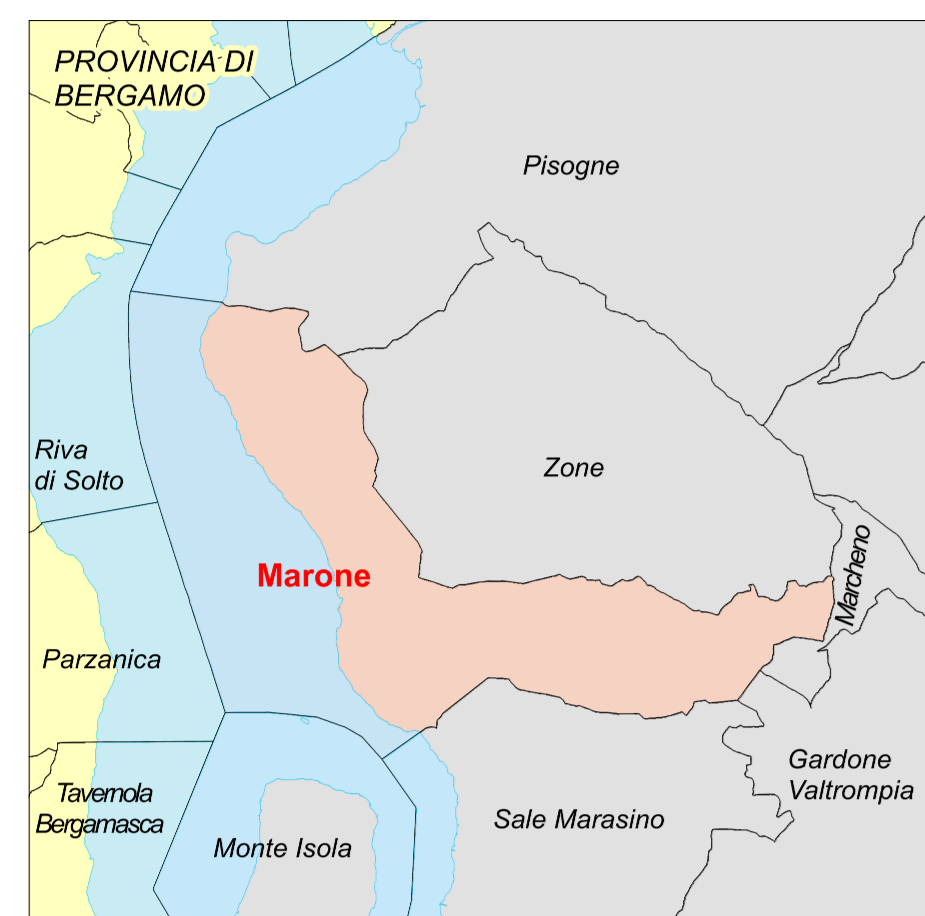 PROVINCIA DI
BERGAMO
Pisogne
Riva
di Solto
Zone
Marcheno
Marone
Parzanica
Gardone
Valtrompia
Tavernola
Bergamasca
Sale Marasino
Monte Isola